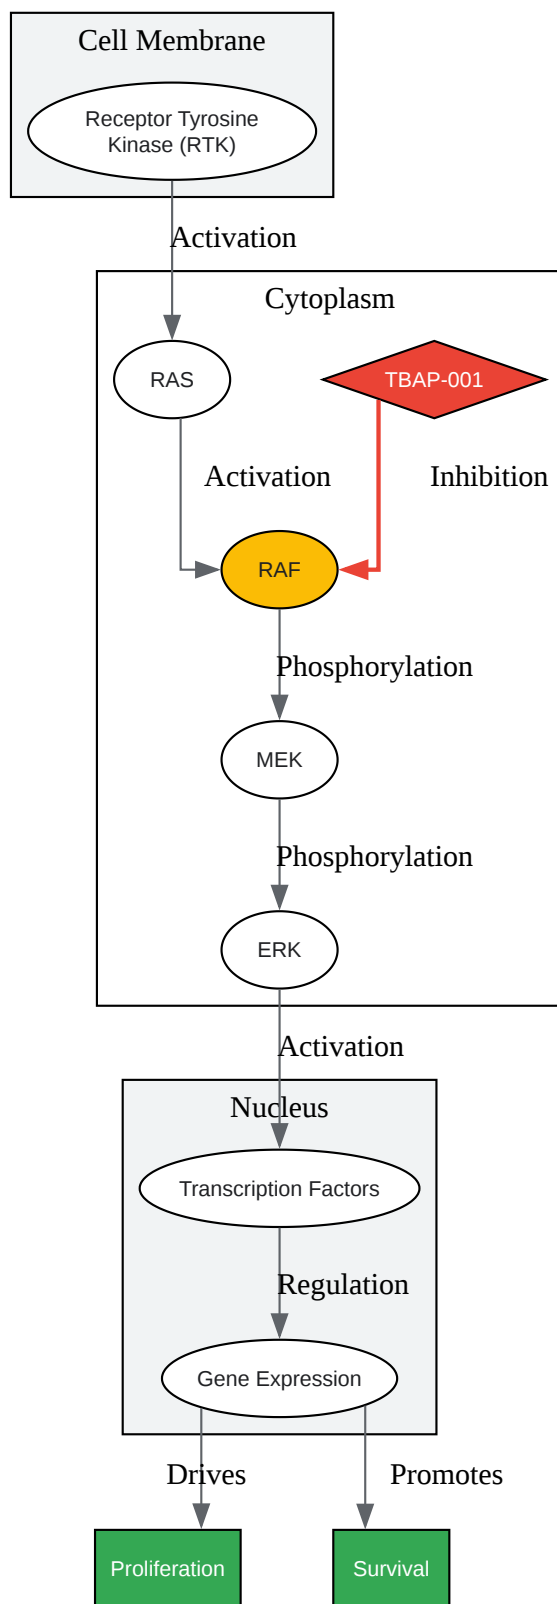 Cell Membrane
Receptor Tyrosine
Kinase (RTK)
Activation
Cytoplasm
RAS
TBAP-001
Activation
Inhibition
RAF
Phosphorylation
MEK
Phosphorylation
ERK
Activation
Nucleus
Transcription Factors
Regulation
Gene Expression
Drives
Promotes
Proliferation
Survival